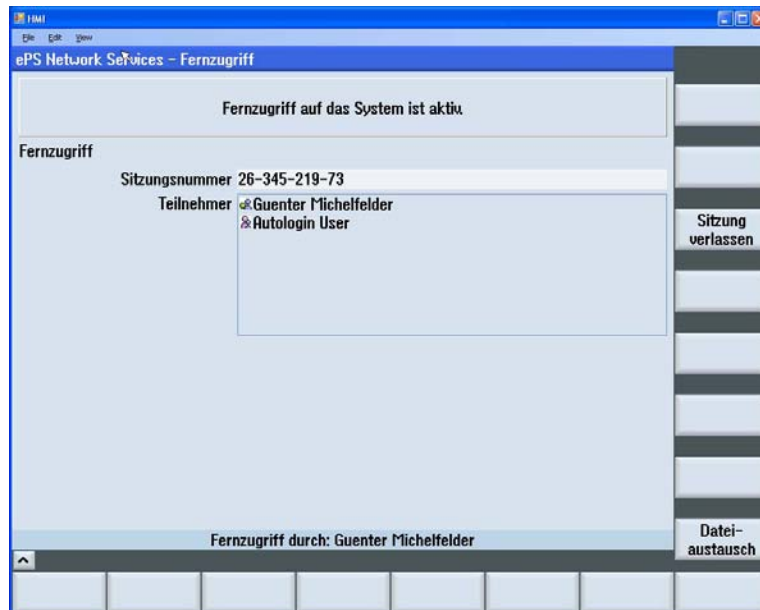 HMI
File Edit View
ePS Network Services – Fernzugriff
Fernzugriff auf das System ist aktiv.
Fernzugriff
Sitzungsnummer 26-345-219-73
Teilnehmer Guenter Michelfelder
Autologin User
Sitzung
verlassen
Fernzugriff durch: Guenter Michelfelder
Datei-
austausch